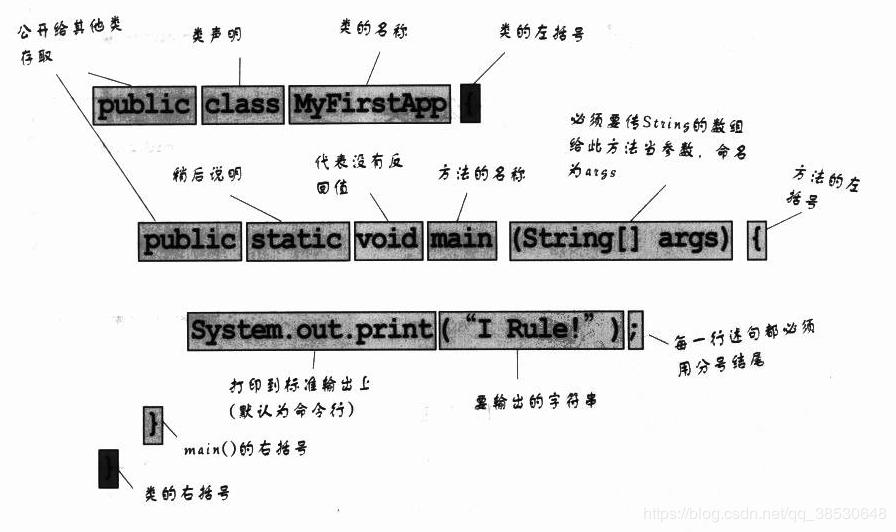 公开给其他类
存取
类声明
类的名称
类的左括号
public class MyFirstApp {
必须要传String的数组
给此方法当参数，命名
为args
稍后说明
代表没有反
回值
方法的名称
方法的左
括号
public static void main (String[] args) {
System.out.print(“I Rule!”);
每一行述句都必须
用分号结尾
打印到标准输出上
(默认为命令行)
要输出的字符串
}
main()的右括号
}
类的右括号
https://blog.csdn.net/qq_38530648